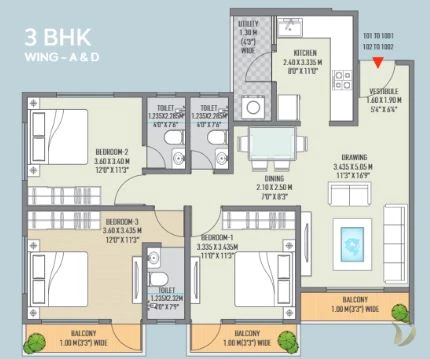 3 BHK
WING - A & D
UTILITY
1.30 M
(4'3")
WIDE
KITCHEN
2.40 X 3.335 M
8'0" X 11'0"
101 TO 1001
102 TO 1002
VESTIBULE
1.60 X 1.90 M
5'4" X 6'4"
TOILET
1.235X2.285M
4'0" X 7'6"
TOILET
1.235X2.285M
4'0" X 7'6"
BEDROOM-2
3.60 X 3.40 M
12'0" X 11'3"
DRAWING
3.435 X 5.05 M
11'3" X 16'9"
DINING
2.10 X 2.50 M
7'0" X 8'3"
BEDROOM-3
3.60 X 3.435 M
12'0" X 11'3"
BEDROOM-1
3.335 X 3.435 M
11'0" X 11'3"
TOILET
1.235X2.32M
4'0" X 7'9"
BALCONY
1.00 M(3'3") WIDE
BALCONY
1.00 M(3'3") WIDE
BALCONY
1.00 M(3'3") WIDE